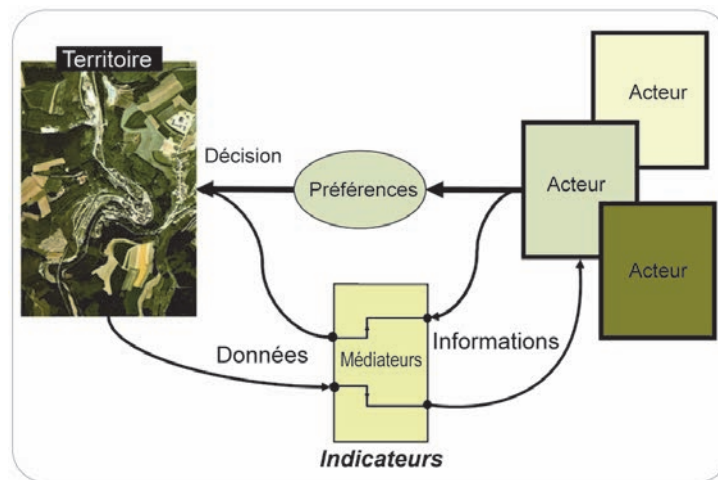 Territoire
Acteur
Décision
Préférences
Acteur
Acteur
Données
Médiateurs
Informations
Indicateurs